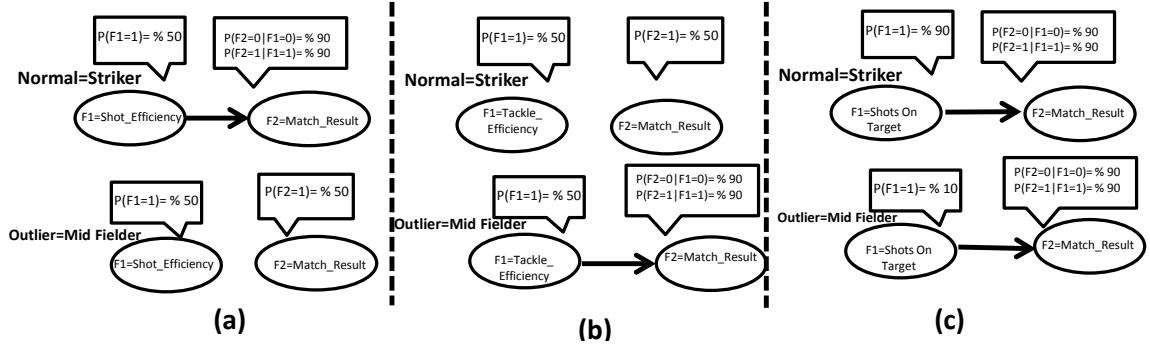 P(F1=1)= % 50
P(F2=0|F1=0)= % 90
P(F2=1|F1=1)= % 90
Normal=Striker
F1=Shot_Efficiency
F2=Match_Result
P(F1=1)= % 50
P(F2=1)= % 50
Outlier=Mid Fielder
F1=Shot_Efficiency
F2=Match_Result
(a)
P(F1=1)= % 50
P(F2=1)= % 50
Normal=Striker
F1=Tackle_
Efficiency
F2=Match_Result
P(F1=1)= % 50
P(F2=0|F1=0)= % 90
P(F2=1|F1=1)= % 90
Outlier=Mid Fielder
F1=Tackle_
Efficiency
F2=Match_Result
(b)
P(F1=1)= % 90
P(F2=0|F1=0)= % 90
P(F2=1|F1=1)= % 90
Normal=Striker
F1=Shots On
Target
F2=Match_Result
P(F1=1)= % 10
P(F2=0|F1=0)= % 90
P(F2=1|F1=1)= % 90
Outlier=Mid Fielder
F1=Shots On
Target
F2=Match_Result
(c)